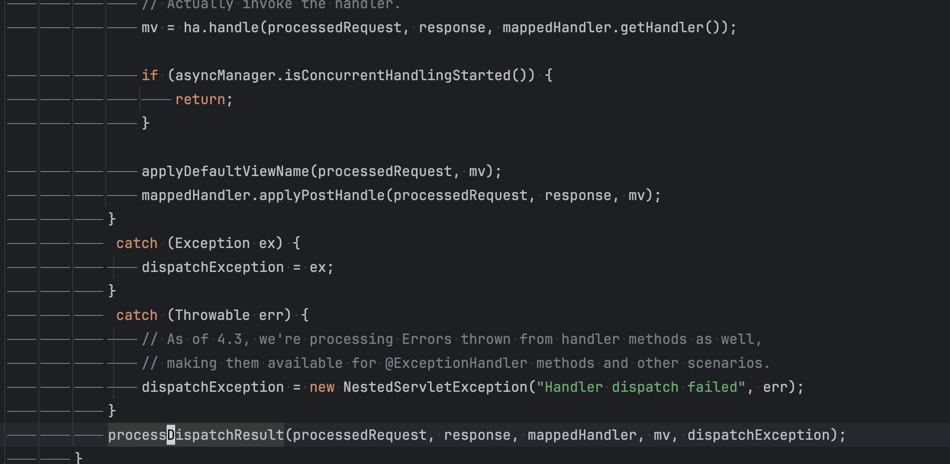 // Actually invoke the handler.
mv = ha.handle(processedRequest, response, mappedHandler.getHandler());
if (asyncManager.isConcurrentHandlingStarted()) {
return;
}
applyDefaultViewName(processedRequest, mv);
mappedHandler.applyPostHandle(processedRequest, response, mv);
}
catch (Exception ex) {
dispatchException = ex;
}
catch (Throwable err) {
// As of 4.3, we're processing Errors thrown from handler methods as well,
// making them available for @ExceptionHandler methods and other scenarios.
dispatchException = new NestedServletException("Handler dispatch failed", err);
}
processDispatchResult(processedRequest, response, mappedHandler, mv, dispatchException);
}